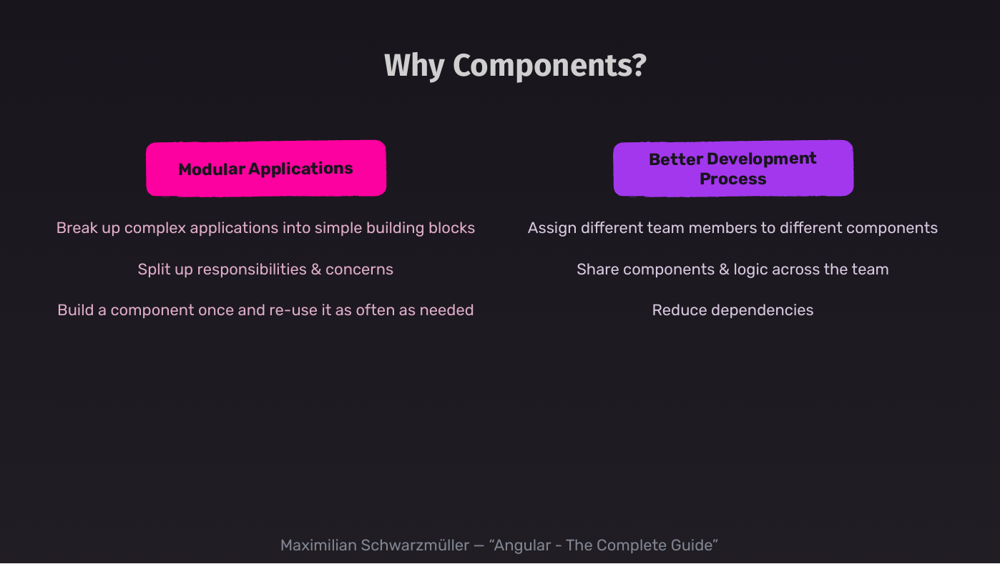 Why Components?
Modular Applications
Break up complex applications into simple building blocks
Split up responsibilities & concerns
Build a component once and re-use it as often as needed
Better Development
Process
Assign different team members to different components
Share components & logic across the team
Reduce dependencies
Maximilian Schwarzmüller — “Angular - The Complete Guide”